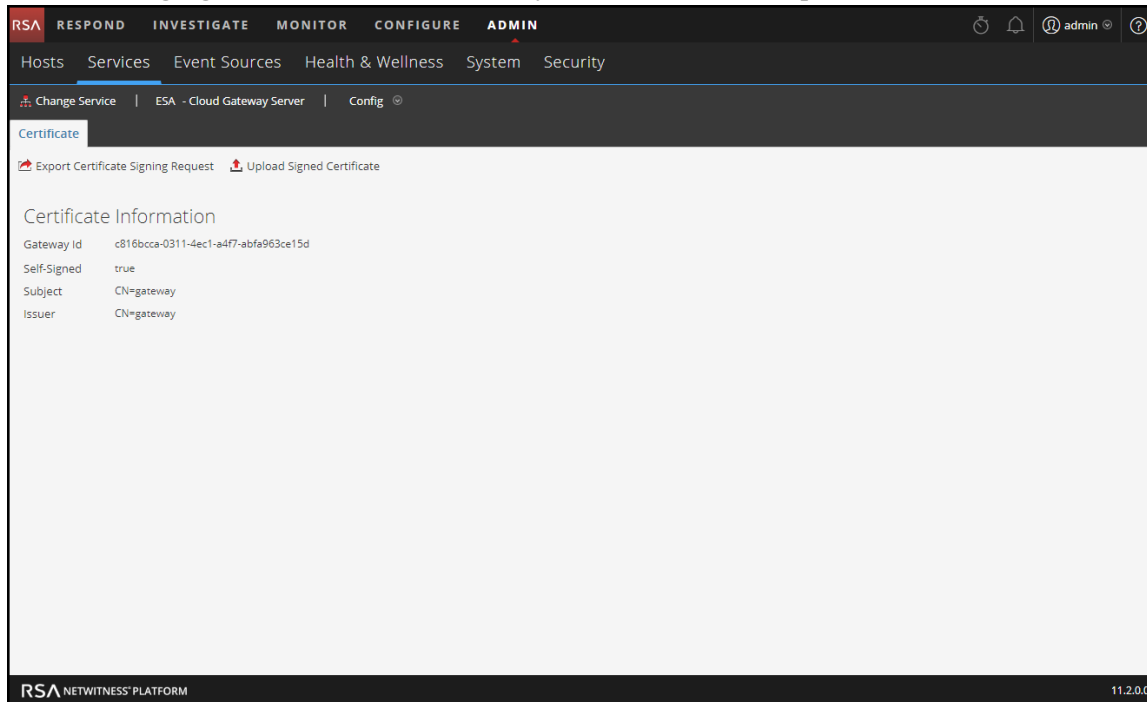 RSA RESPOND INVESTIGATE MONITOR CONFIGURE ADMIN admin ?
Hosts Services Event Sources Health & Wellness System Security
Change Service | ESA - Cloud Gateway Server | Config
Certificate
Export Certificate Signing Request Upload Signed Certificate
Certificate Information
Gateway Id c816bcca-0311-4ec1-a4f7-abfa963ce15d
Self-Signed true
Subject CN=gateway
Issuer CN=gateway
RSA NETWITNESS® PLATFORM 11.2.0.0